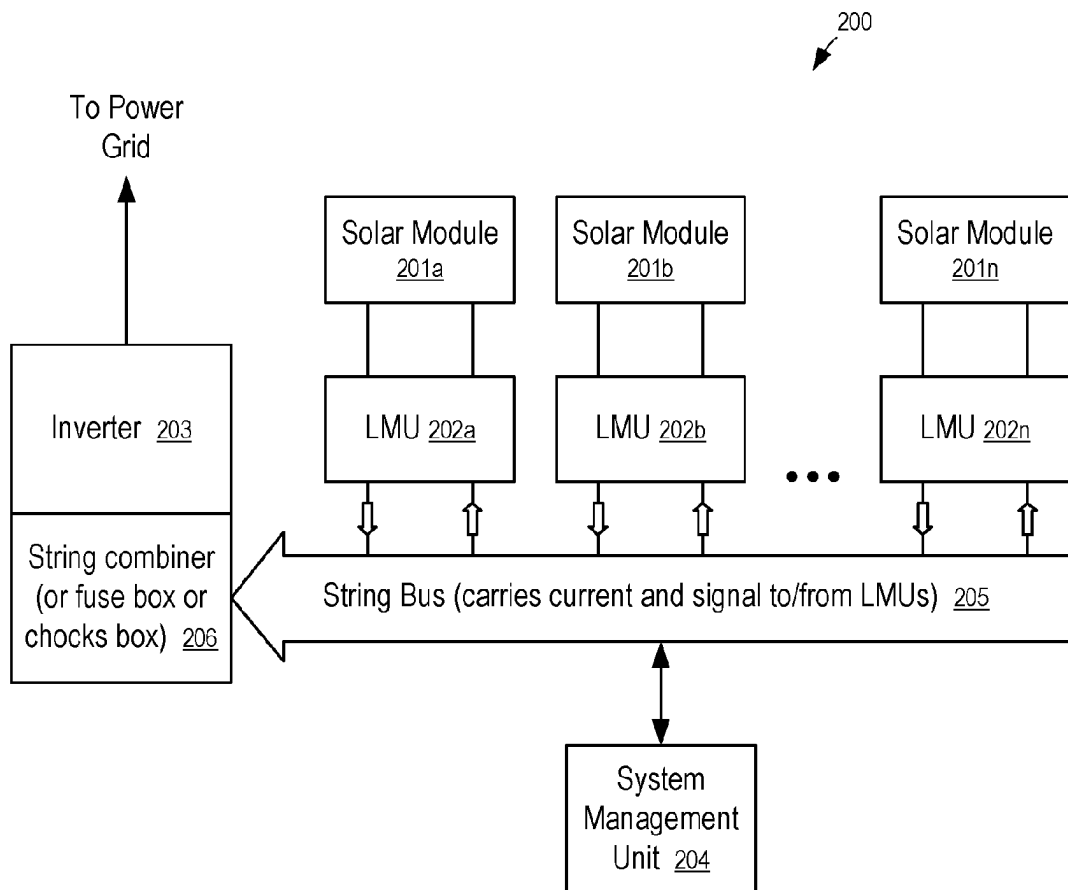 200
To Power
Grid
Solar Module
201a
Solar Module
201b
Solar Module
201n
Inverter 203
LMU 202a
LMU 202b
LMU 202n
String combiner
(or fuse box or
chocks box) 206
String Bus (carries current and signal to/from LMUs) 205
System
Management
Unit 204